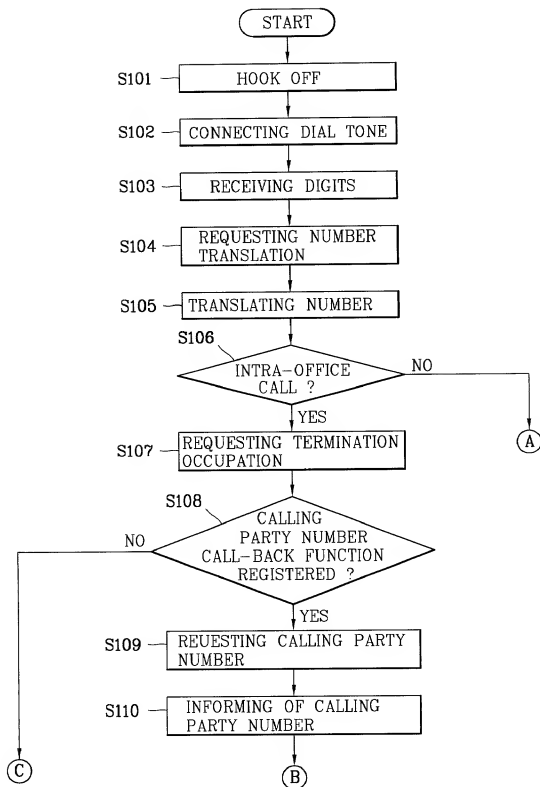 START
S101
HOOK OFF
S102
CONNECTING DIAL TONE
S103
RECEIVING DIGITS
S104
REQUESTING NUMBER
TRANSLATION
S105
TRANSLATING NUMBER
S106
INTRA-OFFICE
CALL ?
NO
YES
A
S107
REQUESTING TERMINATION
OCCUPATION
S108
CALLING
PARTY NUMBER
CALL-BACK FUNCTION
REGISTERED ?
NO
YES
S109
REUESTING CALLING PARTY
NUMBER
S110
INFORMING OF CALLING
PARTY NUMBER
C
B